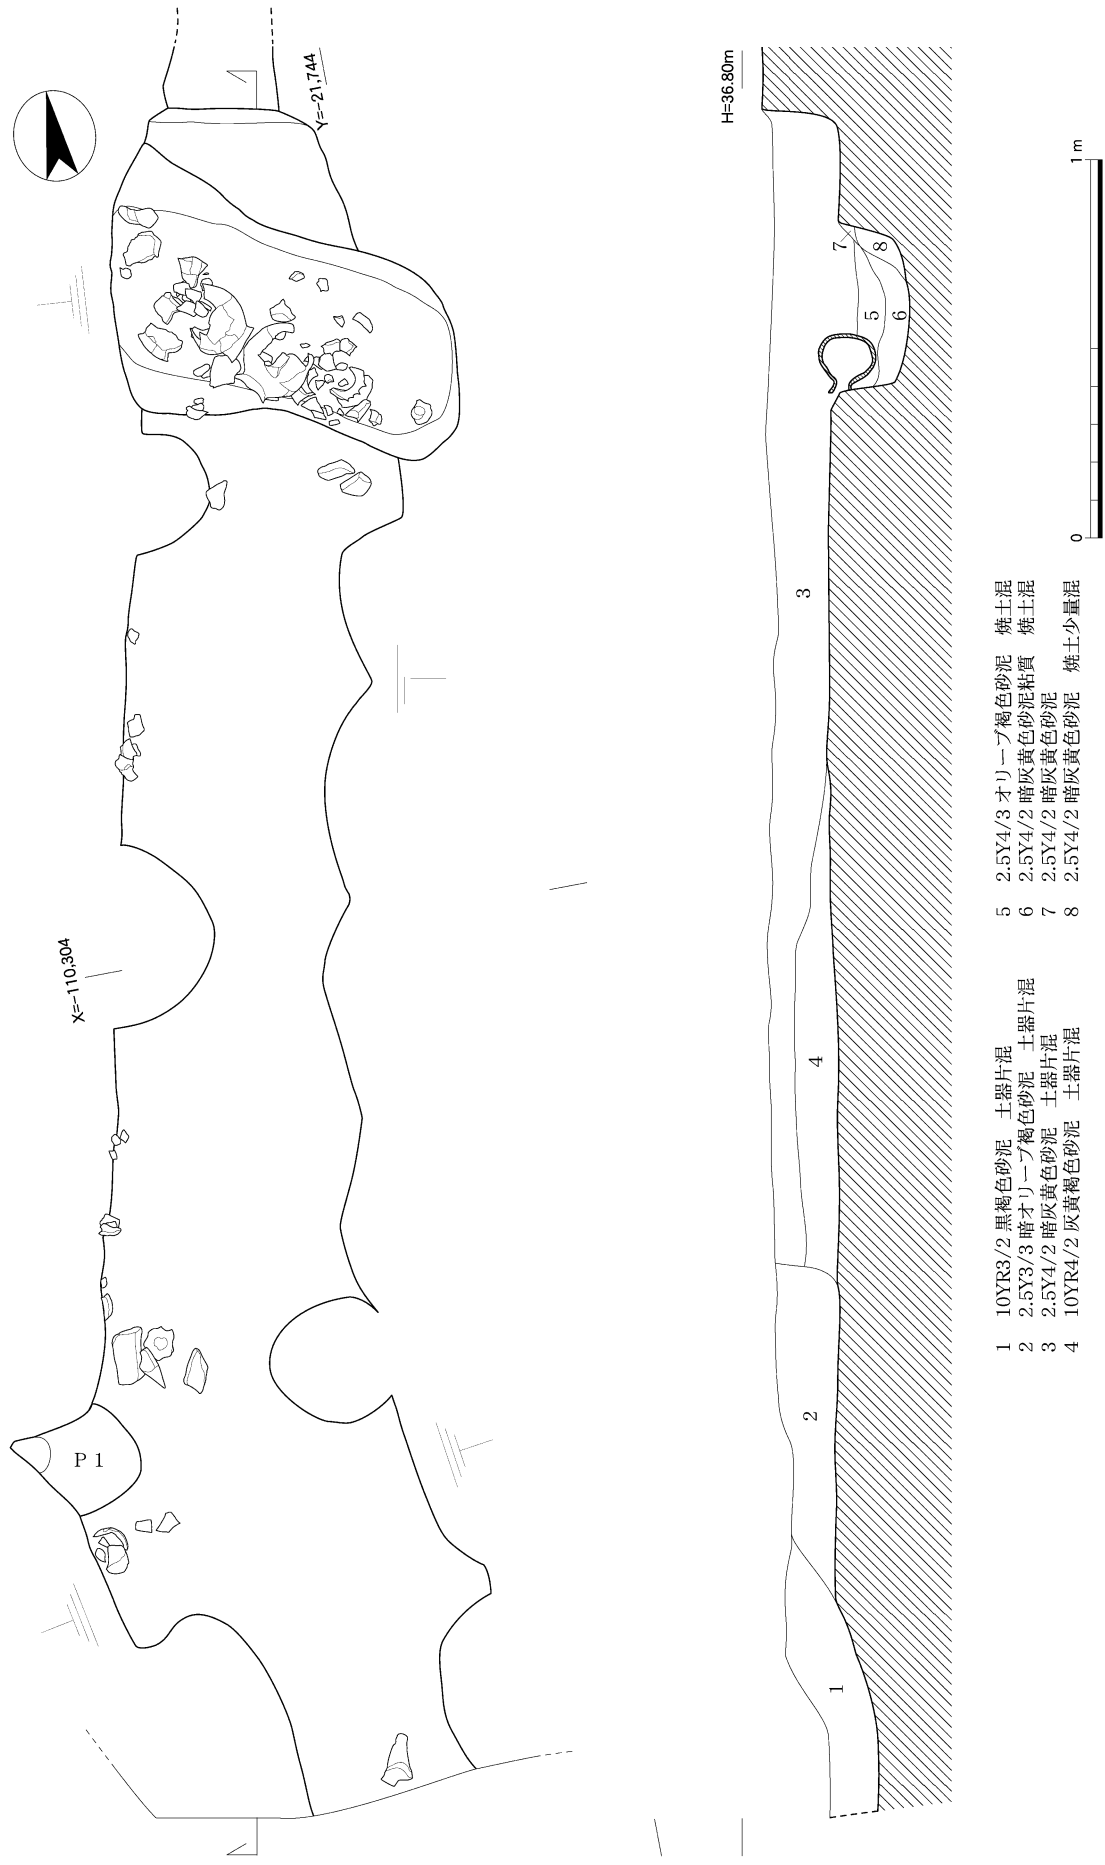 Y=-21,744
X=-110,304
P 1
H=36.80m
7
8
5
6
3
4
2
1
0
1m
1 10YR3/2 黒褐色砂泥 土器片混
2 2.5Y3/3 暗オリーブ褐色砂泥 土器片混
3 2.5Y4/2 暗灰黄色砂泥 土器片混
4 10YR4/2 灰黄褐色砂泥 土器片混
5 2.5Y4/3 オリーブ褐色砂泥 焼土混
6 2.5Y4/2 暗灰黄色砂泥粘質 焼土混
7 2.5Y4/2 暗灰黄色砂泥
8 2.5Y4/2 暗灰黄色砂泥 焼土少量混